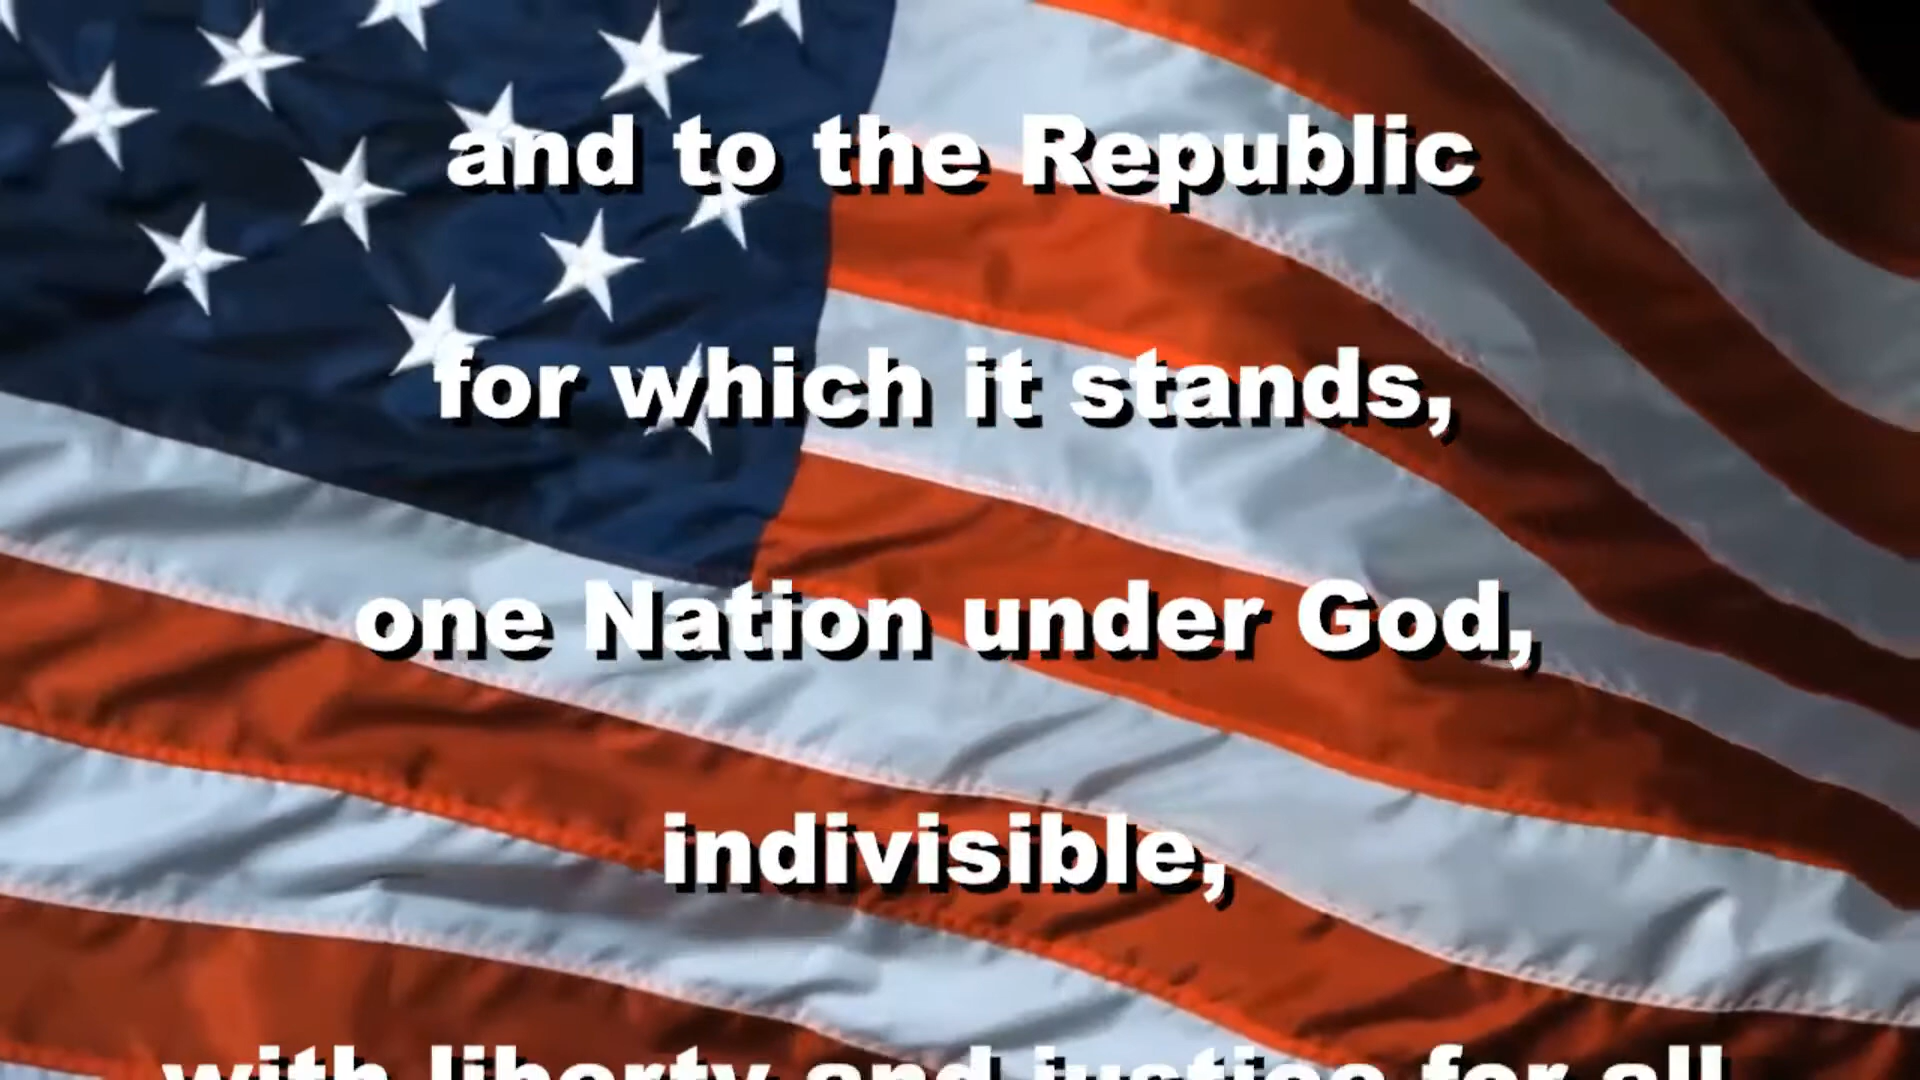 and to the Republic
for which it stands,
one Nation under God,
indivisible,
with liberty and justice for all